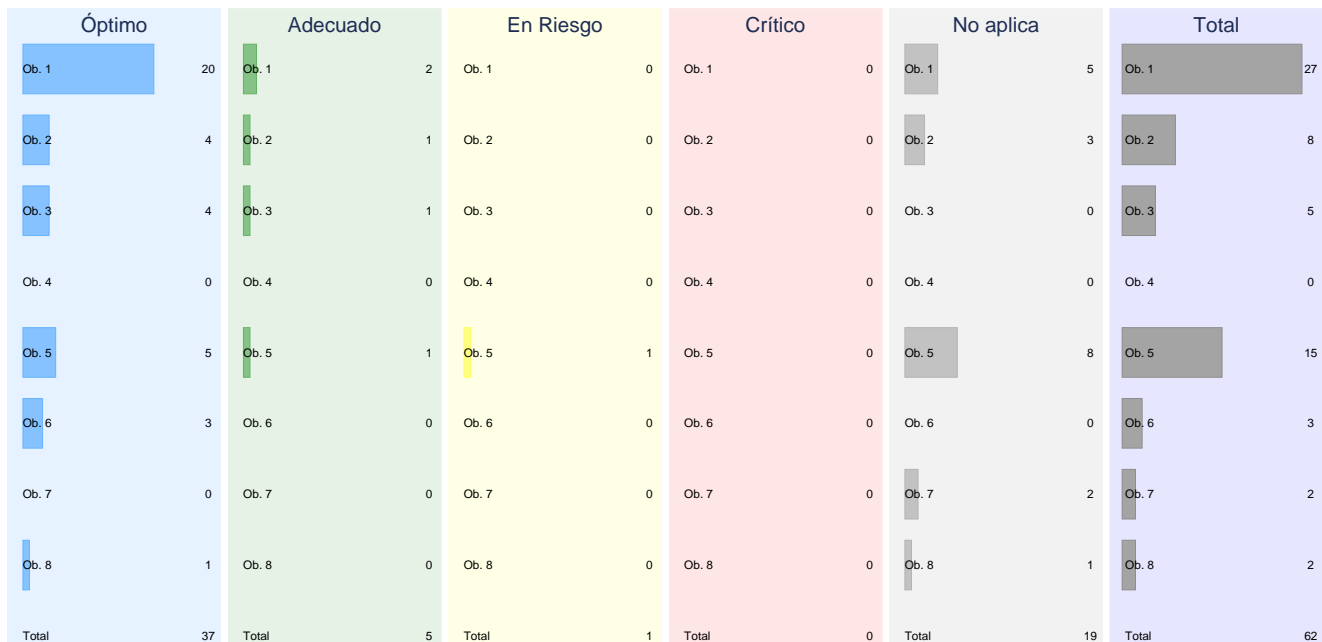 Óptimo Adecuado En Riesgo Crítico No aplica Total
Ob. 1 20 Ob. 1 2 Ob. 1 0 Ob. 1 0 Ob. 1 5 Ob. 1 27
Ob. 2 4 Ob. 2 1 Ob. 2 0 Ob. 2 0 Ob. 2 3 Ob. 2 8
Ob. 3 4 Ob. 3 1 Ob. 3 0 Ob. 3 0 Ob. 3 0 Ob. 3 5
Ob. 4 0 Ob. 4 0 Ob. 4 0 Ob. 4 0 Ob. 4 0 Ob. 4 0
Ob. 5 5 Ob. 5 1 Ob. 5 1 Ob. 5 0 Ob. 5 8 Ob. 5 15
Ob. 6 3 Ob. 6 0 Ob. 6 0 Ob. 6 0 Ob. 6 0 Ob. 6 3
Ob. 7 0 Ob. 7 0 Ob. 7 0 Ob. 7 0 Ob. 7 2 Ob. 7 2
Ob. 8 1 Ob. 8 0 Ob. 8 0 Ob. 8 0 Ob. 8 1 Ob. 8 2
Total 37 Total 5 Total 1 Total 0 Total 19 Total 62